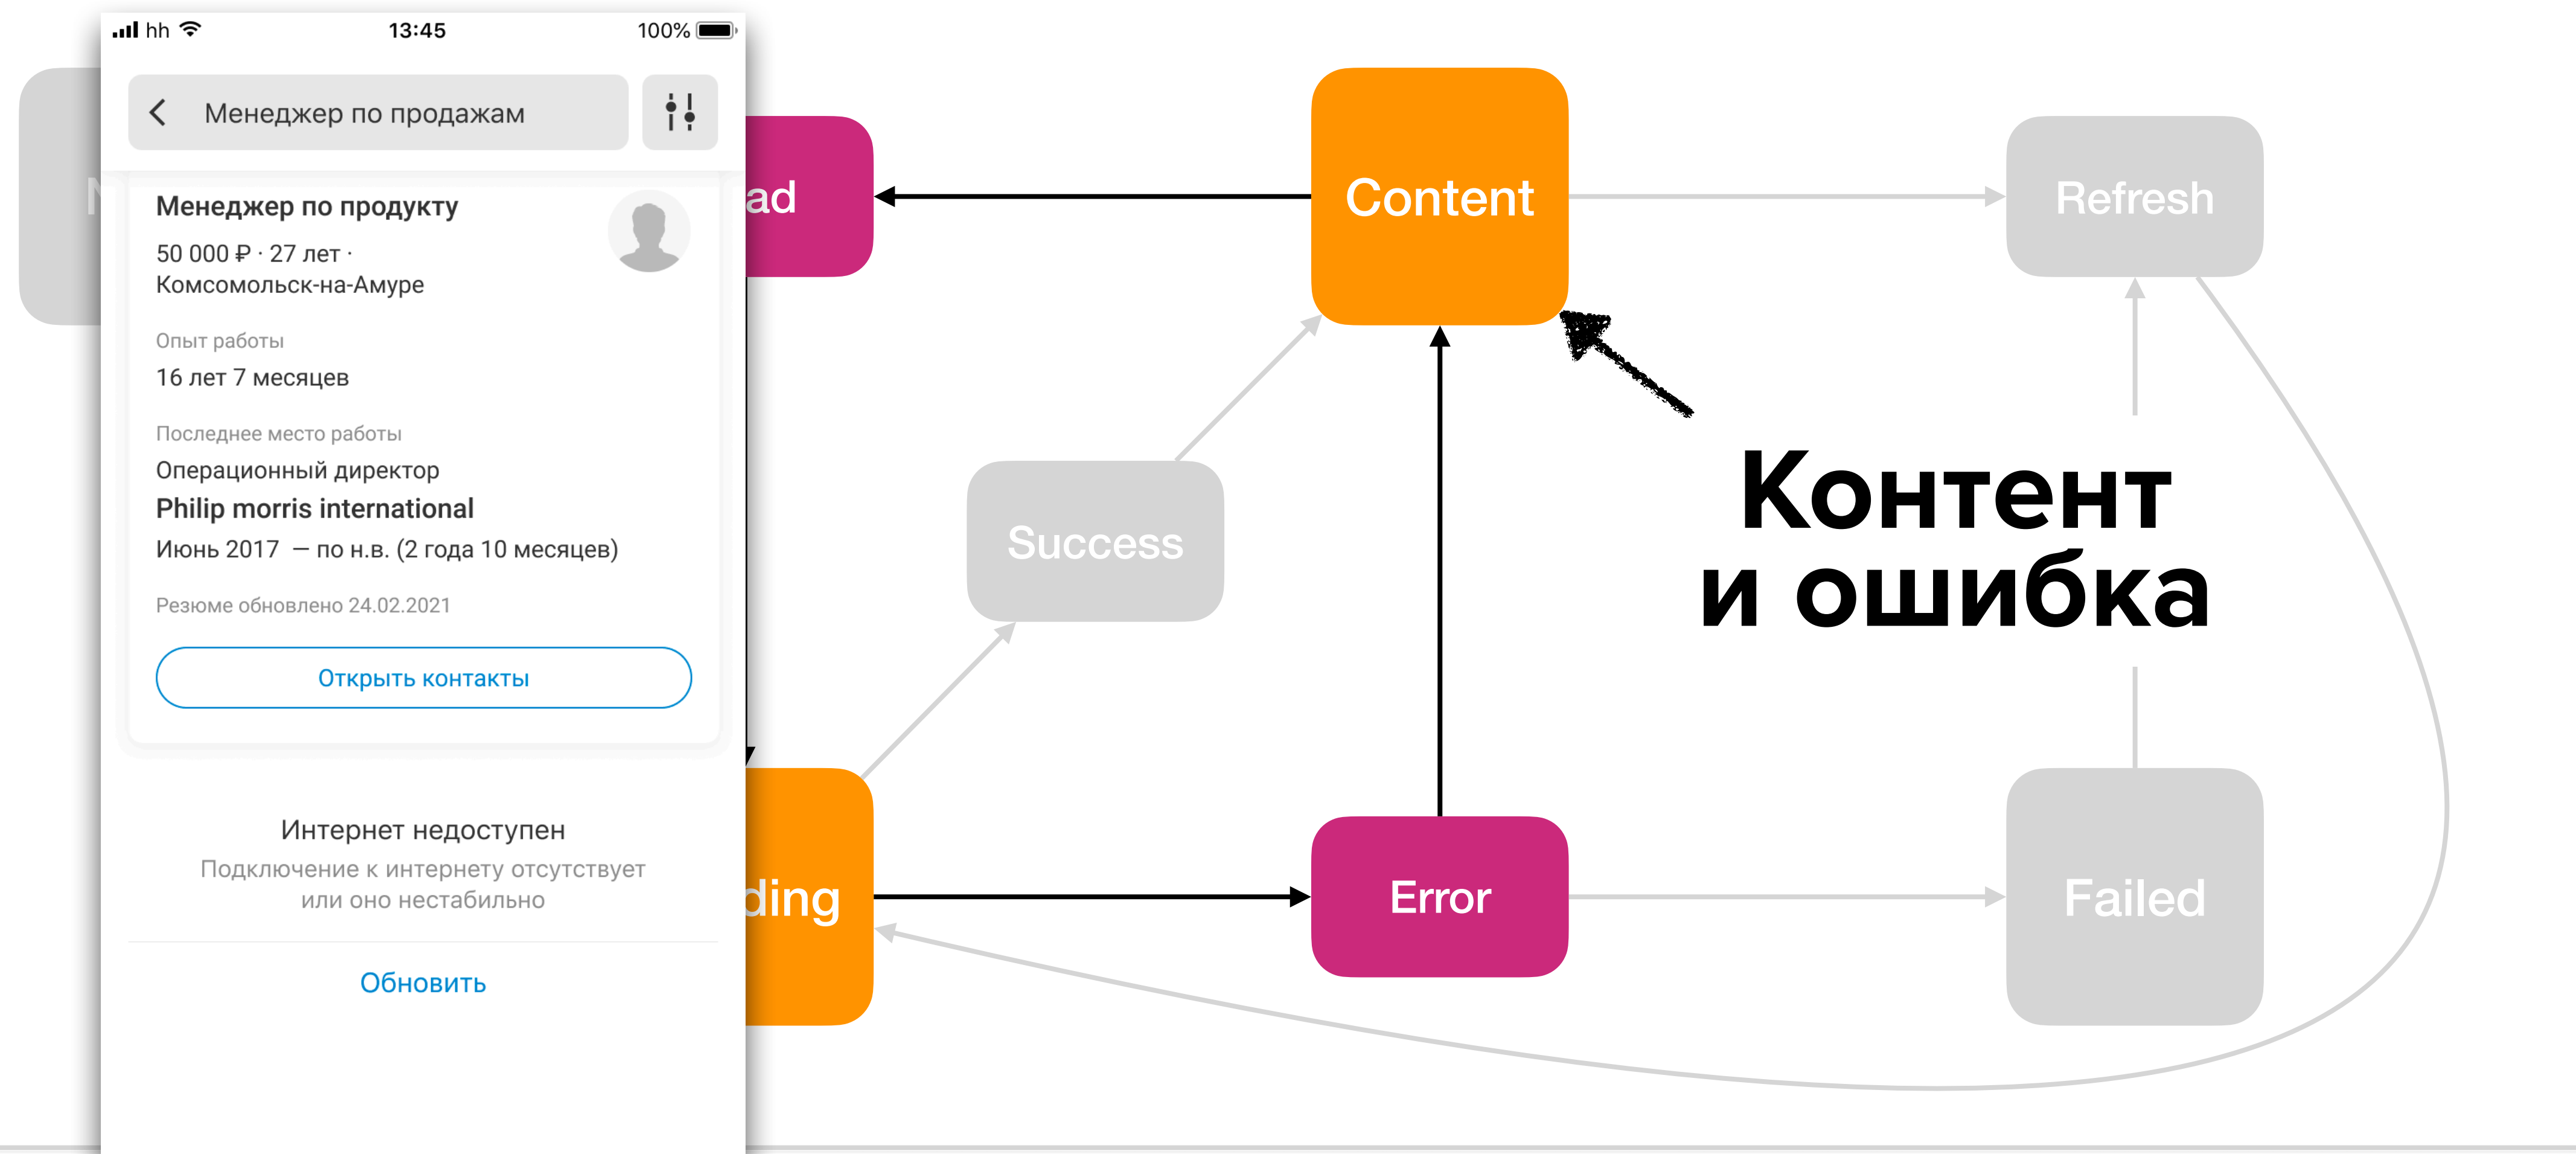 hh
13:45
100%
Менеджер по продажам
Менеджер по продукту
50 000 ₽ · 27 лет ·
Комсомольск-на-Амуре
Опыт работы
16 лет 7 месяцев
Последнее место работы
Операционный директор
Philip morris international
Июнь 2017 — по н.в. (2 года 10 месяцев)
Резюме обновлено 24.02.2021
Открыть контакты
Интернет недоступен
Подключение к интернету отсутствует
или оно нестабильно
Обновить
ad
Content
Refresh
Success
Контент
и ошибка
ding
Error
Failed